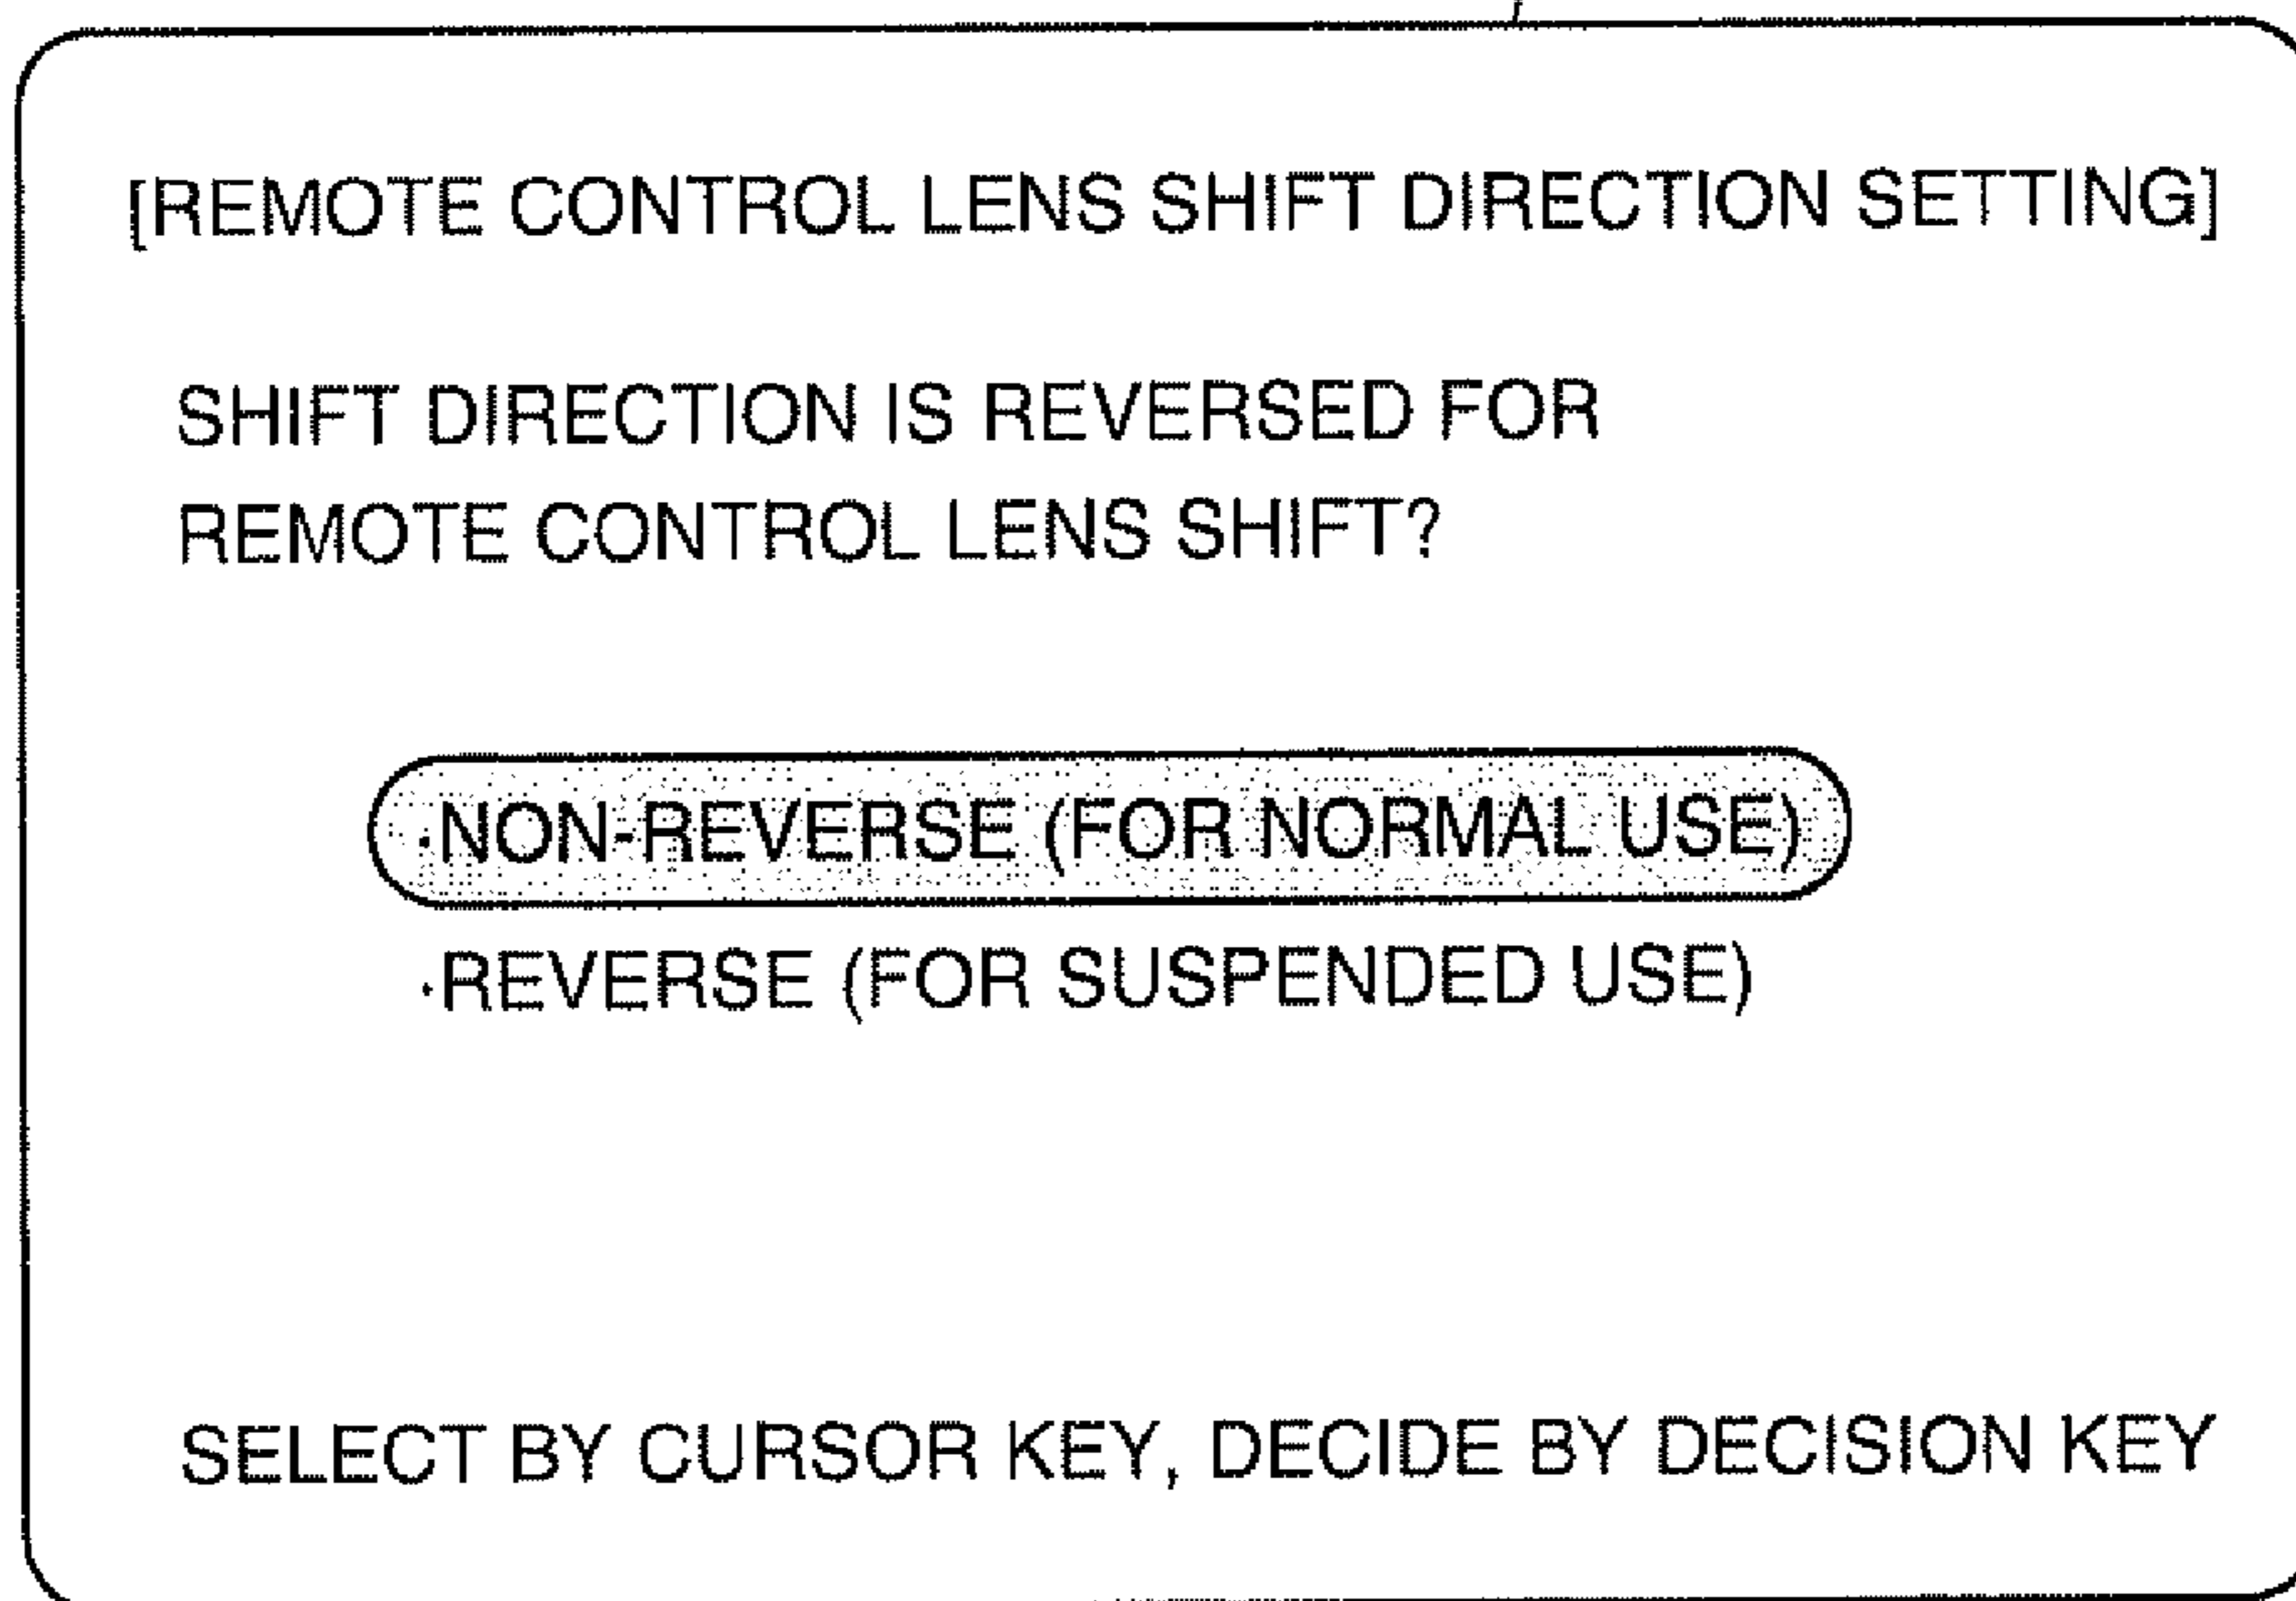 [REMOTE CONTROL LENS SHIFT DIRECTION SETTING]
SHIFT DIRECTION IS REVERSED FOR
REMOTE CONTROL LENS SHIFT?
·NON-REVERSE (FOR NORMAL USE)
·REVERSE (FOR SUSPENDED USE)
SELECT BY CURSOR KEY, DECIDE BY DECISION KEY